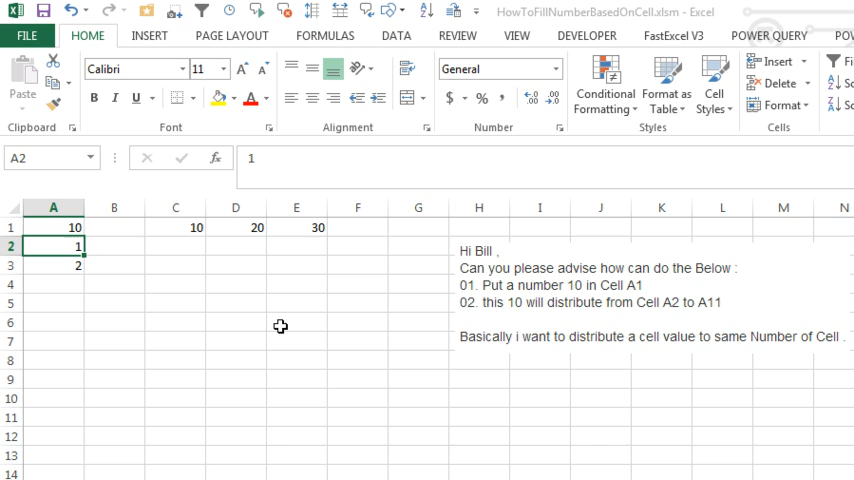 HowToFillNumberBasedOnCell.xlsm - Excel
FILE HOME INSERT PAGE LAYOUT FORMULAS DATA REVIEW VIEW DEVELOPER FastExcel V3 POWER QUERY
Calibri 11 General Insert
Paste Conditional Formatting Format as Table Cell Styles Delete
B I U $ % , .00 Format
Clipboard Font Alignment Number Styles Cells
A2 fx 1
A B C D E F G H I J K L M N
1 10 10 20 30
2 1
Hi Bill ,
3 2
Can you please advise how can do the Below :
4
01. Put a number 10 in Cell A1
5
02. this 10 will distribute from Cell A2 to A11
6
7
Basically i want to distribute a cell value to same Number of Cell .
8
9
10
11
12
13
14